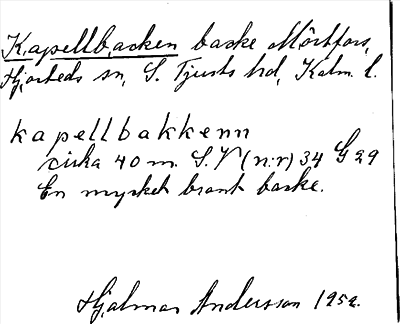 Kapellbacken backe Mörtfors,
Hjorteds sn, S. Tjusts hd, Kalm. l.
kapellbakkenn
cirka 40 m. S.V (n:r) 34 G 29
En mycket brant backe.
Hjalmar Andersson 1952.